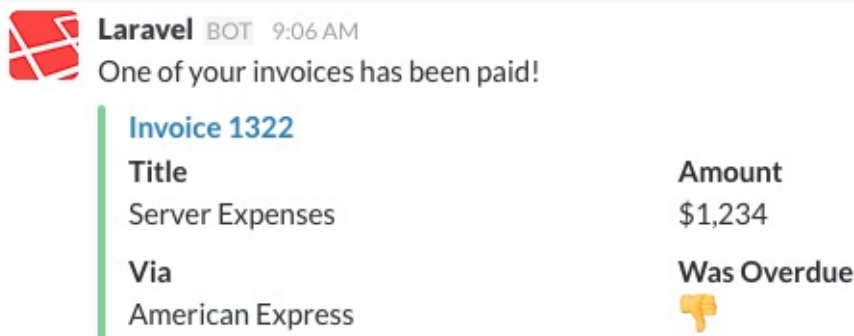 Laravel BOT 9:06 AM
One of your invoices has been paid!
Invoice 1322
Title Amount
Server Expenses $1,234
Via Was Overdue
American Express 👎